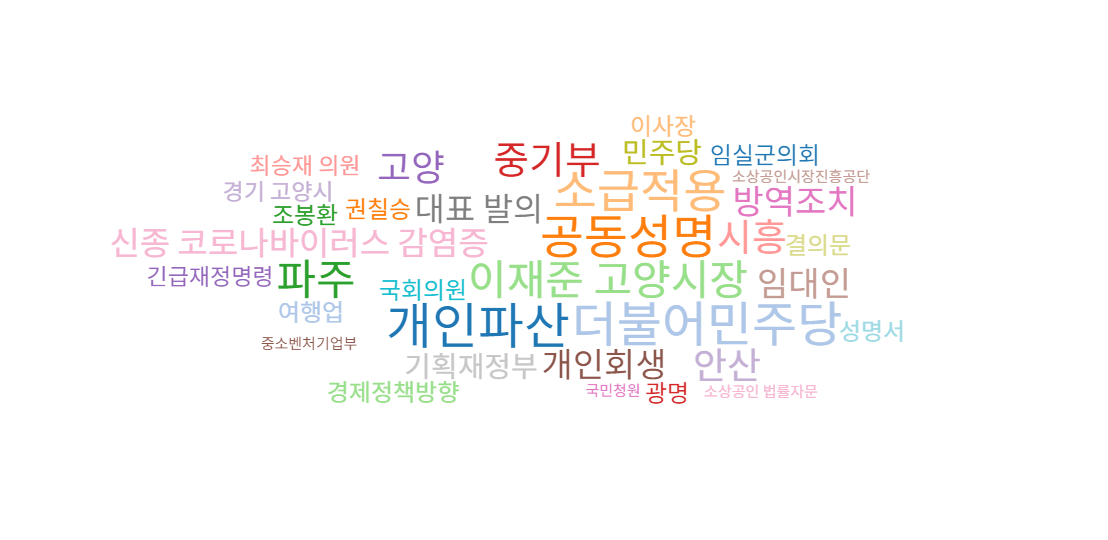 이사장
최승재 의원 고양 중기부 민주당 임실군의회
소상공인시장진흥공단
경기 고양시 소급적용 방역조치
조봉환 권칠승 대표 발의
신종 코로나바이러스 감염증 공동성명 시흥 결의문
긴급재정명령 파주 국회의원 이재준 고양시장 임대인
여행업 개인파산 더불어민주당 성명서
중소벤처기업부
기획재정부 개인회생 안산
경제정책방향 국민청원 광명 소상공인 법률자문